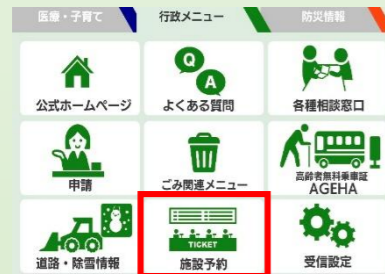 医療・子育て
行政メニュー
防災情報
Q
A
公式ホームページ
よくある質問
各種相談窓口
申請
ごみ関連メニュー
高齢者無料乗車証
AGEHA
道路・除雪情報
TICKET
施設予約
受信設定